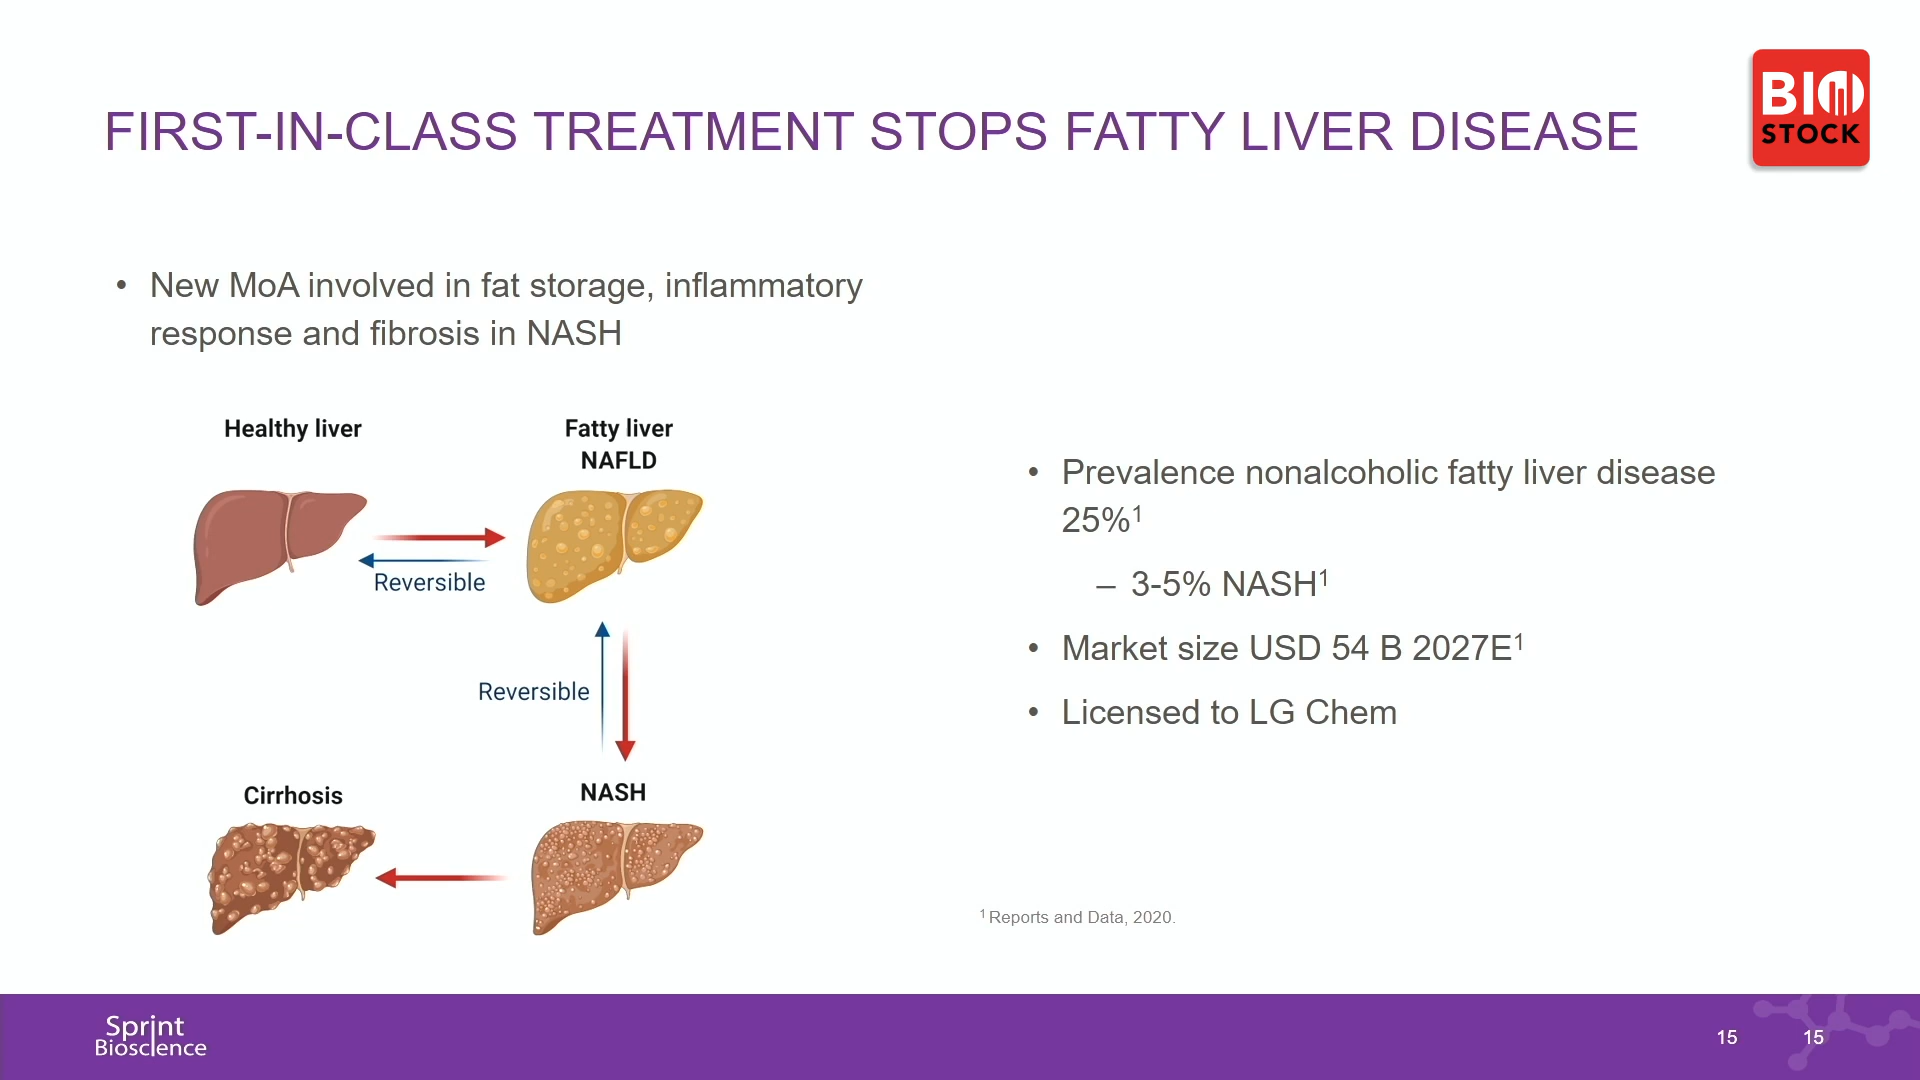 FIRST-IN-CLASS TREATMENT STOPS FATTY LIVER DISEASE
BIO
STOCK
• New MoA involved in fat storage, inflammatory
response and fibrosis in NASH
Healthy liver
Fatty liver
NAFLD
Reversible
Reversible
Cirrhosis
NASH
• Prevalence nonalcoholic fatty liver disease
25%¹
– 3-5% NASH¹
• Market size USD 54 B 2027E¹
• Licensed to LG Chem
¹ Reports and Data, 2020.
Sprint
Bioscience
15 15